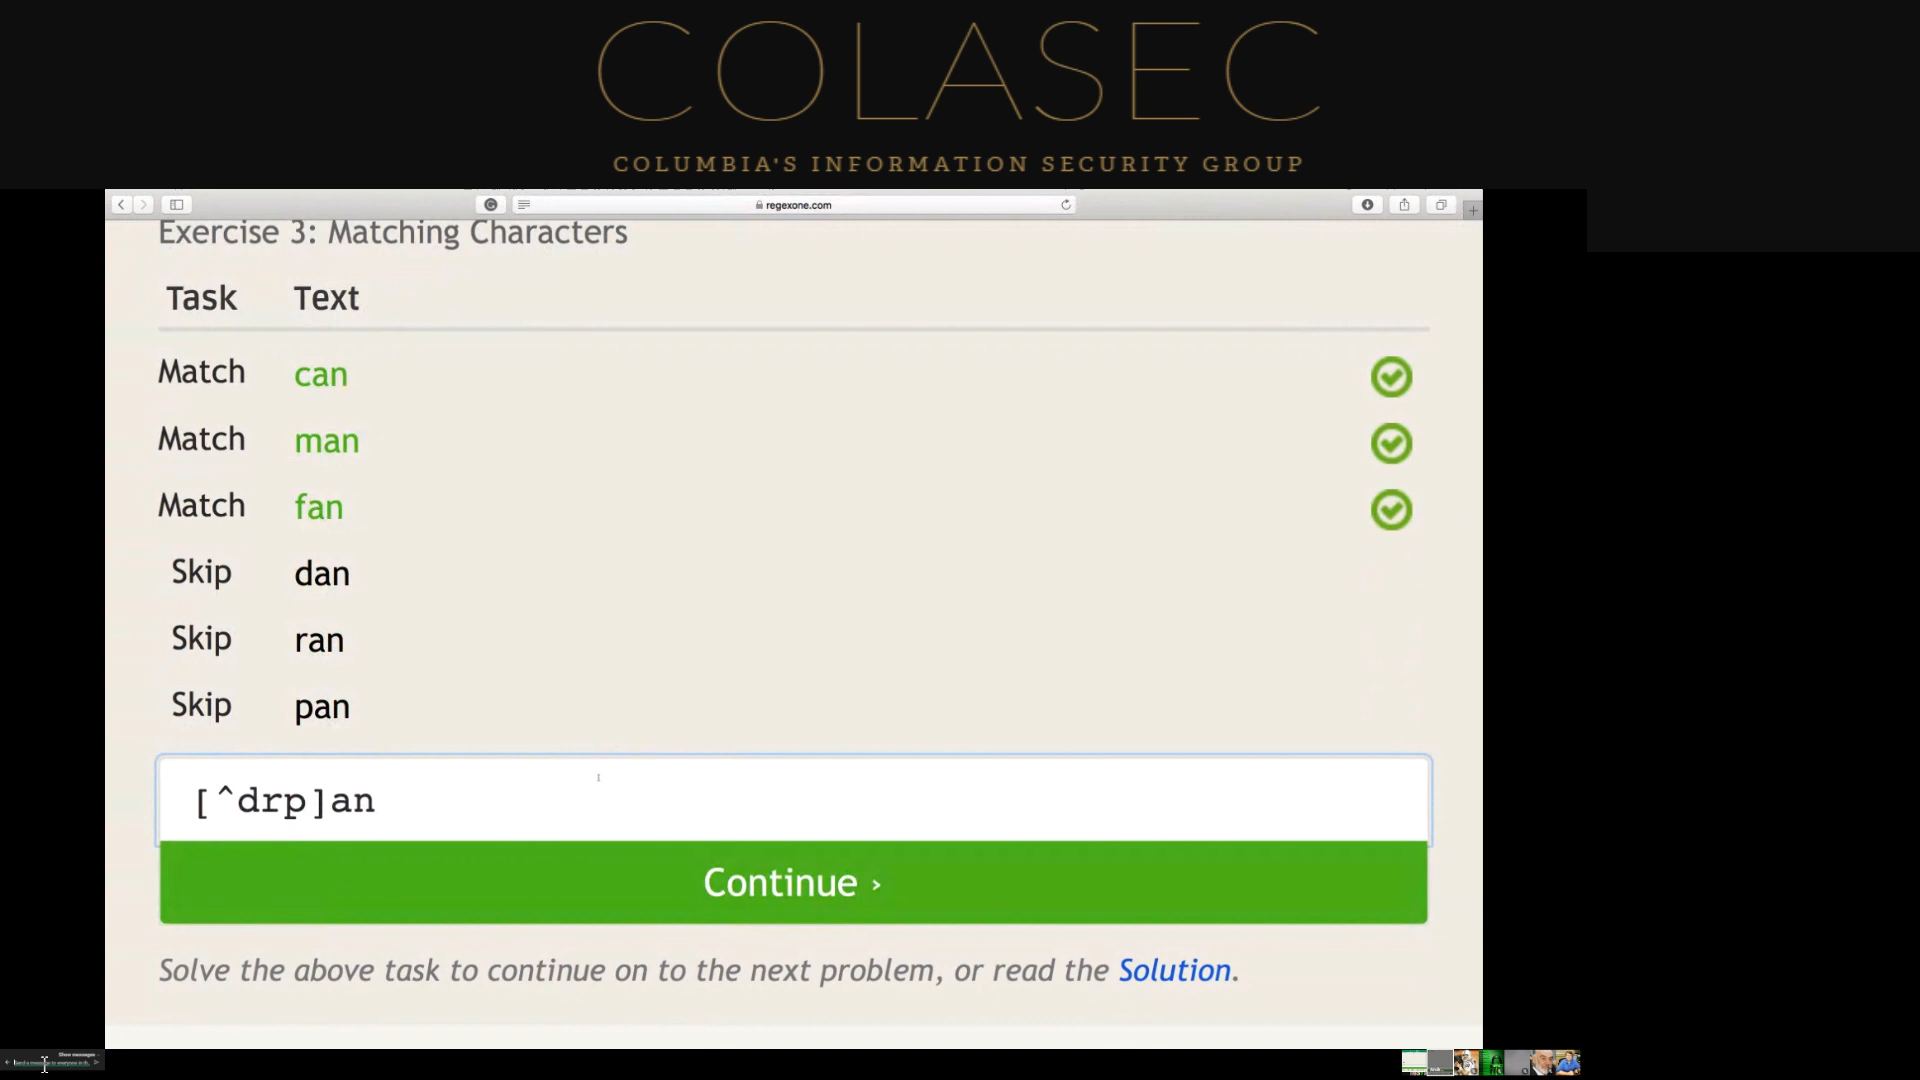 COLASEC
COLUMBIA'S INFORMATION SECURITY GROUP
regexone.com
Exercise 3: Matching Characters
Task Text
Match can
Match man
Match fan
Skip dan
Skip ran
Skip pan
[^drp]an
Continue ›
Solve the above task to continue on to the next problem, or read the Solution.
Show messages